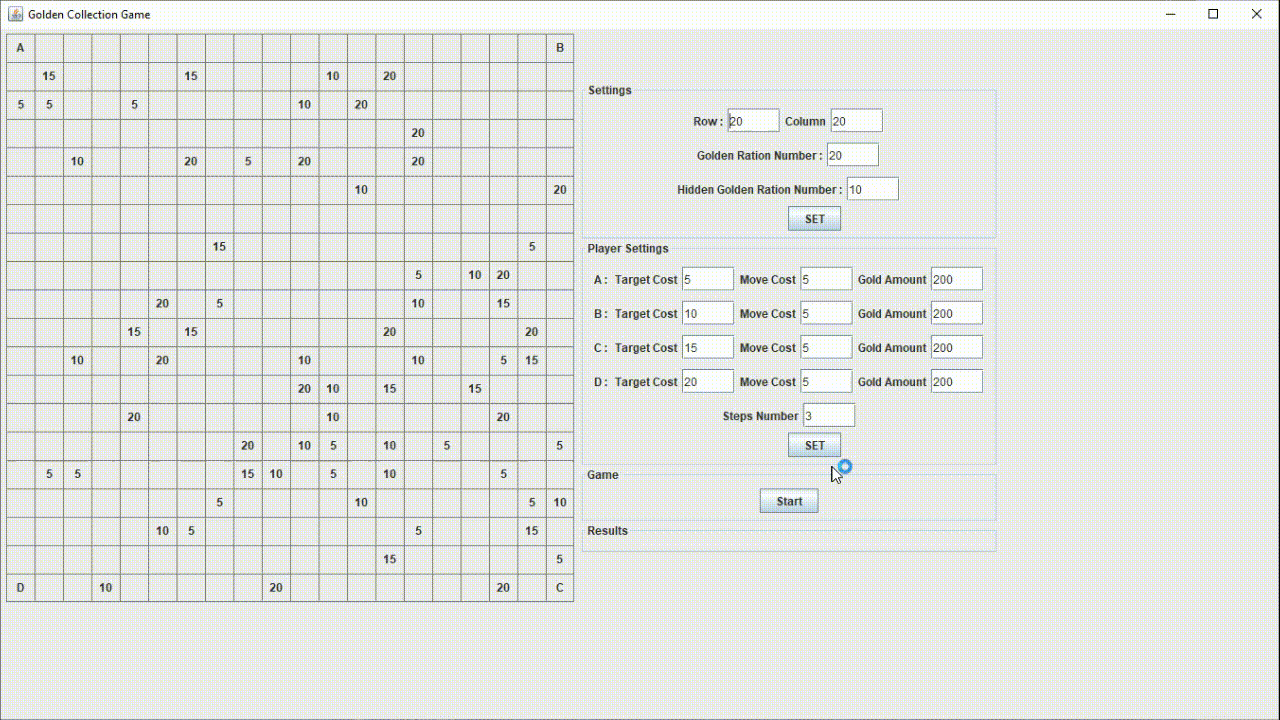 Golden Collection Game
A B
15 15 10 20
5 5 5 10 20
20
10 20 5 20 20
10 20
15 5
5 10 20
20 5 10 15
15 15 20 20
10 20 10 10 5 15
20 10 15 15
20 10 20
20 10 5 10 5 5
5 5 15 10 5 10 5
5 10 5 10
10 5 5 15
15 5
D 10 20 20 C
Settings
Row : 20 Column 20
Golden Ration Number : 20
Hidden Golden Ration Number : 10
SET
Player Settings
A : Target Cost 5 Move Cost 5 Gold Amount 200
B : Target Cost 10 Move Cost 5 Gold Amount 200
C : Target Cost 15 Move Cost 5 Gold Amount 200
D : Target Cost 20 Move Cost 5 Gold Amount 200
Steps Number 3
SET
Game
Start
Results